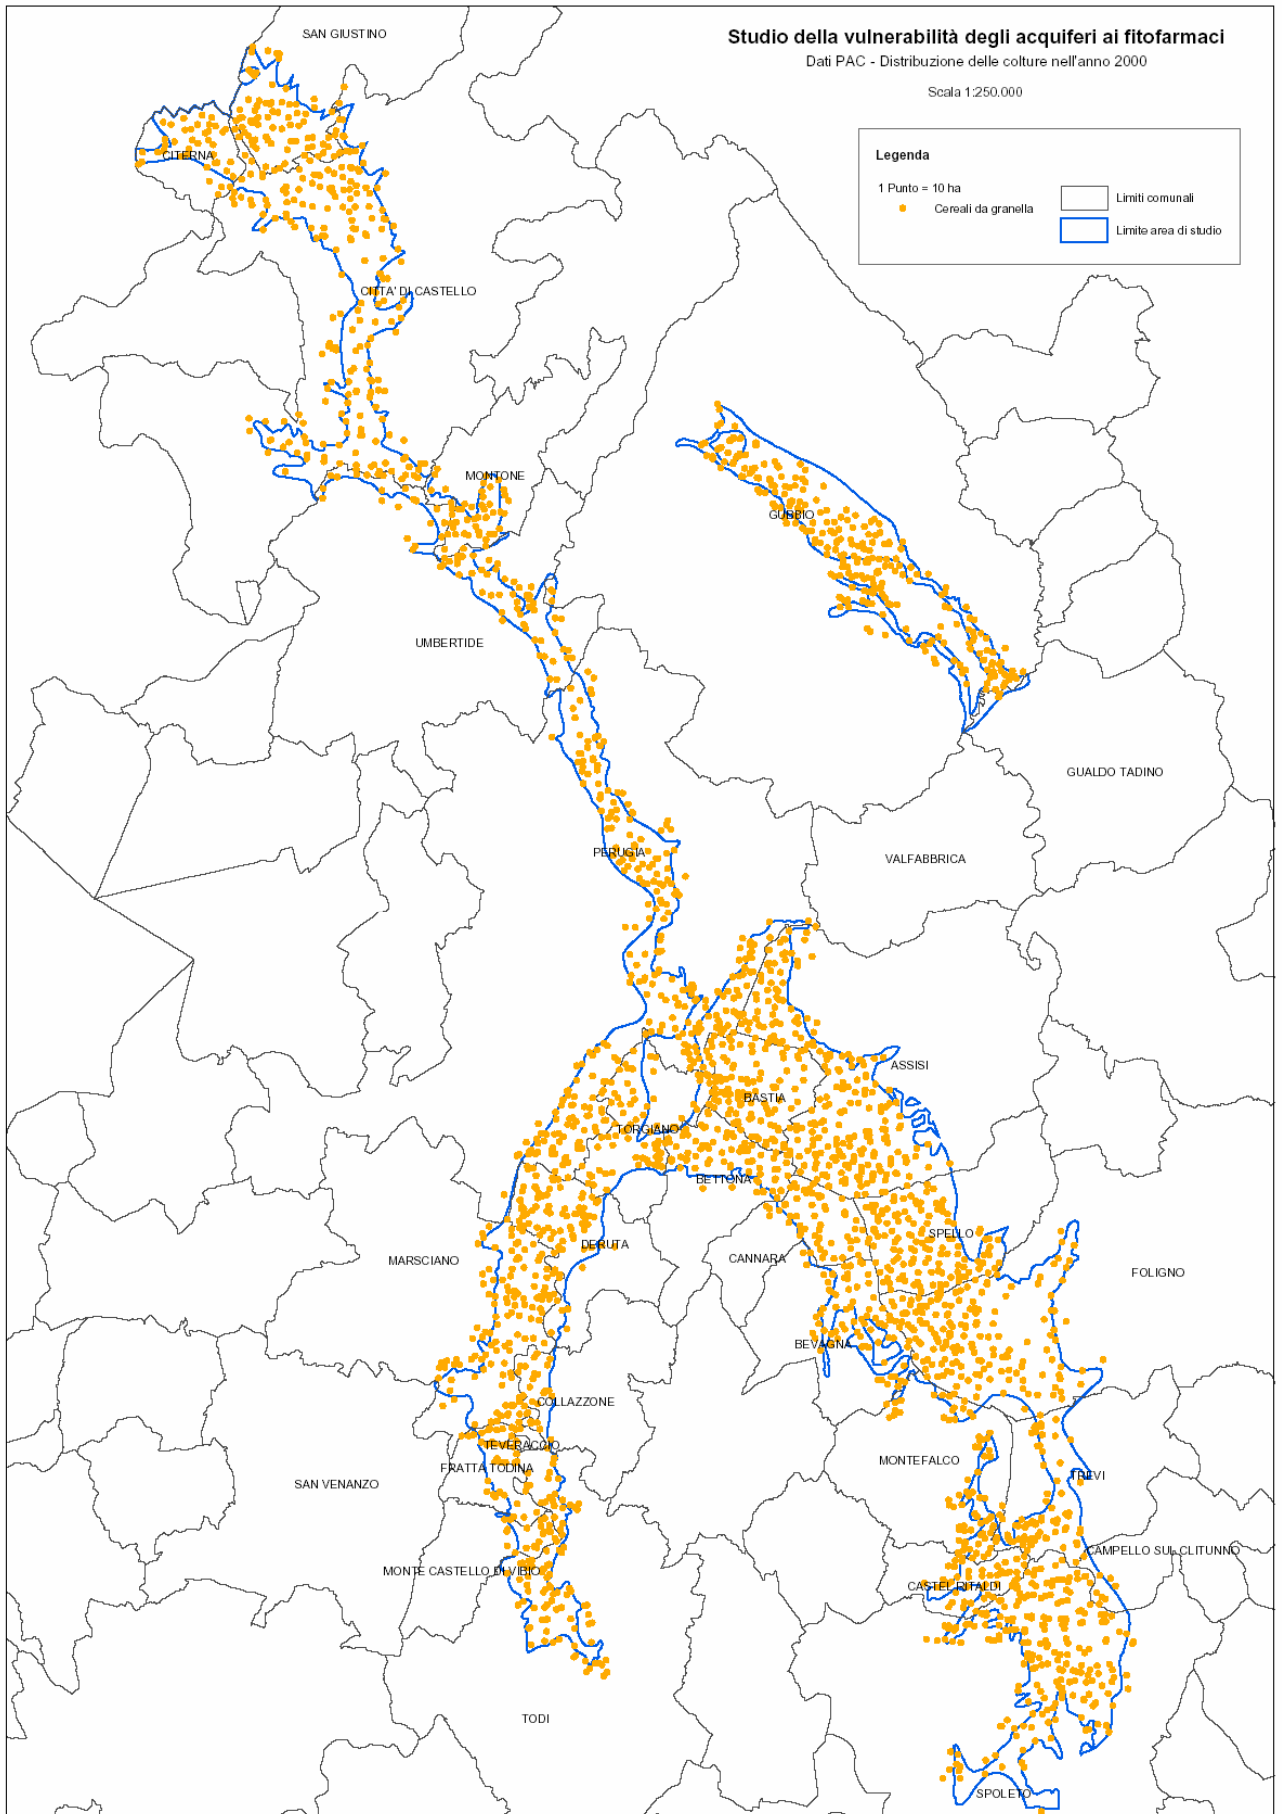 SAN GIUSTINO
Studio della vulnerabilità degli acquiferi ai fitofarmaci
Dati PAC - Distribuzione delle colture nell'anno 2000
Scala 1:250.000
Legenda
1 Punto = 10 ha
Cereali da granella
Limiti comunali
Limite area di studio
CITERNA
CITTA' DI CASTELLO
MONTONE
GUBBIO
UMBERTIDE
GUALDO TADINO
PERUGIA
VALFABBRICA
ASSISI
BASTIA
TORGIANO
BETTONA
SPELLO
DERUTA
CANNARA
MARSCIANO
FOLIGNO
BEVAGNA
COLLAZZONE
TEVERACCIO
MONTEFALCO
FRATTA TODINA
TREVI
SAN VENANZO
CAMPELLO SUL CLITUNNO
MONTE CASTELLO DI VIBIO
CASTEL RITALDI
TODI
SPOLETO